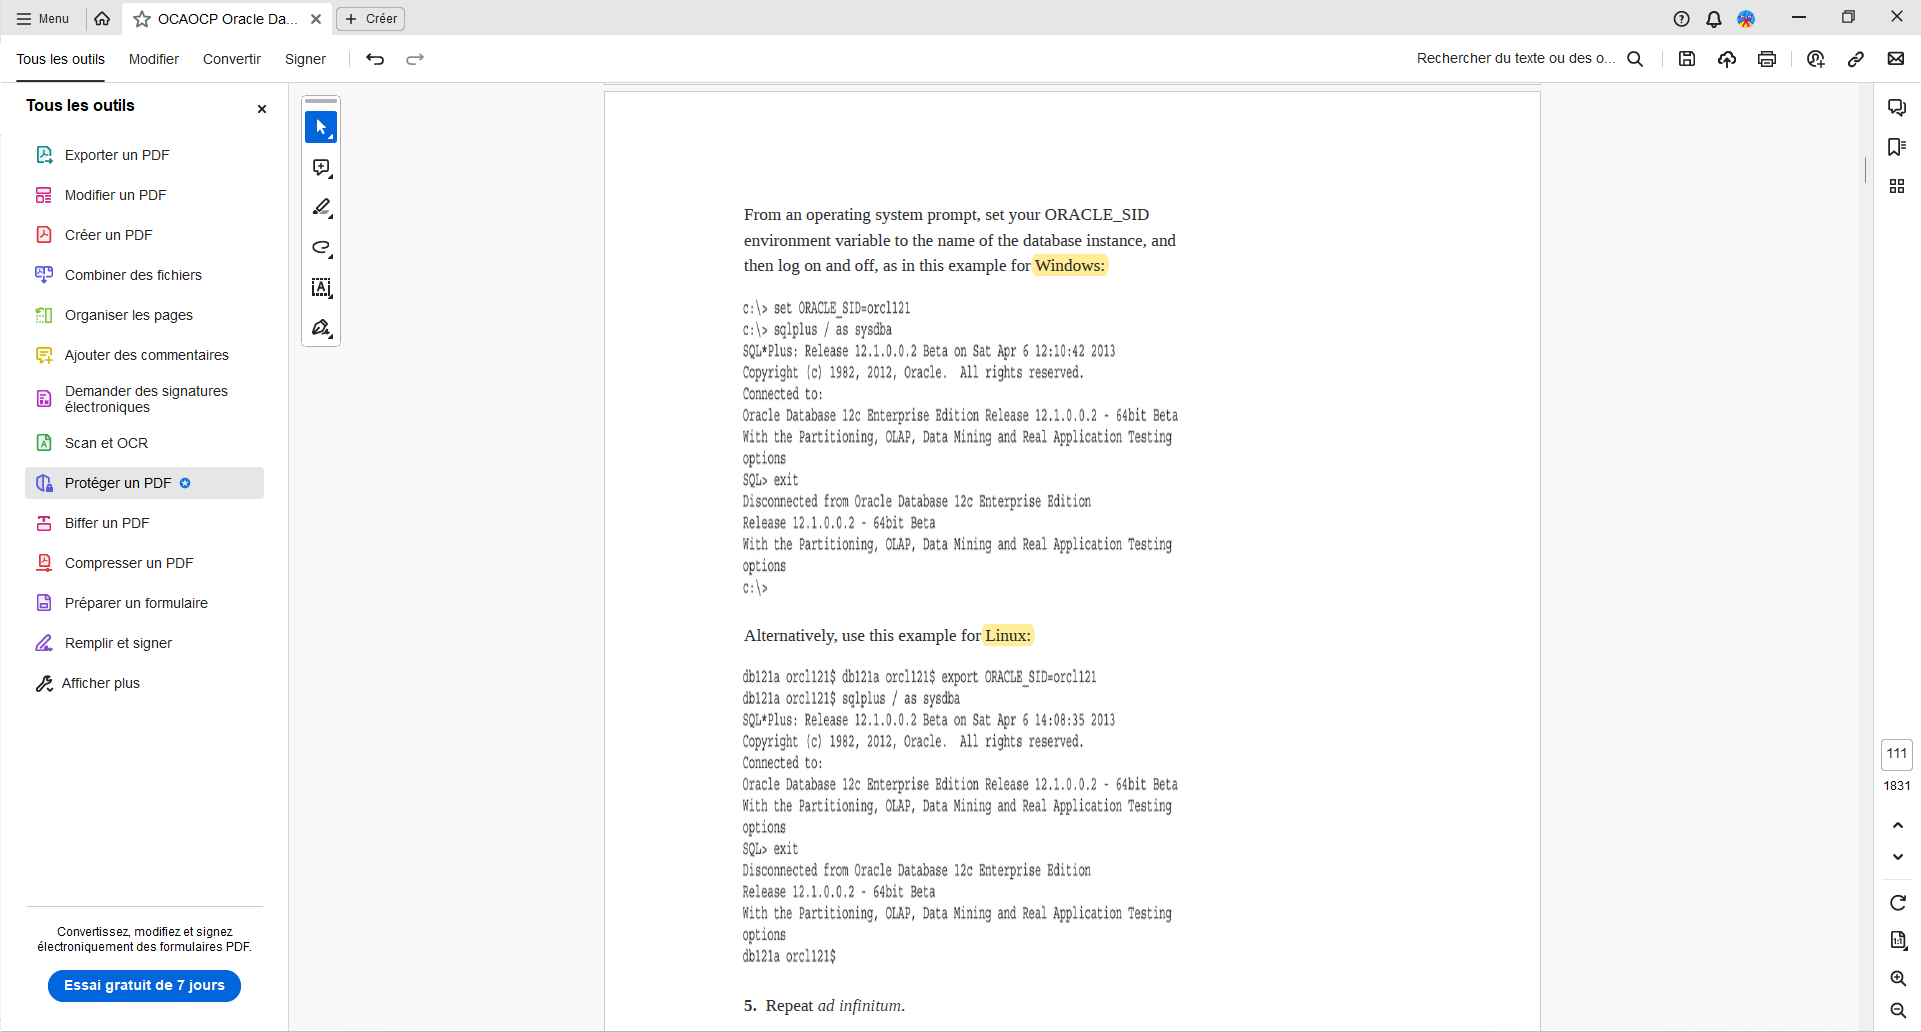 Menu
OCAOCP Oracle Da...
Créer
Tous les outils
Modifier
Convertir
Signer
Rechercher du texte ou des o...
Tous les outils
Exporter un PDF
Modifier un PDF
Créer un PDF
Combiner des fichiers
Organiser les pages
Ajouter des commentaires
Demander des signatures
électroniques
Scan et OCR
Protéger un PDF
Biffer un PDF
Compresser un PDF
Préparer un formulaire
Remplir et signer
Afficher plus
Convertissez, modifiez et signez
électroniquement des formulaires PDF.
Essai gratuit de 7 jours
From an operating system prompt, set your ORACLE_SID
environment variable to the name of the database instance, and
then log on and off, as in this example for Windows:
c:\> set ORACLE_SID=orcl121
c:\> sqlplus / as sysdba
SQL*Plus: Release 12.1.0.0.2 Beta on Sat Apr 6 12:10:42 2013
Copyright (c) 1982, 2012, Oracle.  All rights reserved.
Connected to:
Oracle Database 12c Enterprise Edition Release 12.1.0.0.2 - 64bit Beta
With the Partitioning, OLAP, Data Mining and Real Application Testing
options
SQL> exit
Disconnected from Oracle Database 12c Enterprise Edition
Release 12.1.0.0.2 - 64bit Beta
With the Partitioning, OLAP, Data Mining and Real Application Testing
options
c:\>
Alternatively, use this example for Linux:
db121a orcl121$ db121a orcl121$ export ORACLE_SID=orcl121
db121a orcl121$ sqlplus / as sysdba
SQL*Plus: Release 12.1.0.0.2 Beta on Sat Apr 6 14:08:35 2013
Copyright (c) 1982, 2012, Oracle.  All rights reserved.
Connected to:
Oracle Database 12c Enterprise Edition Release 12.1.0.0.2 - 64bit Beta
With the Partitioning, OLAP, Data Mining and Real Application Testing
options
SQL> exit
Disconnected from Oracle Database 12c Enterprise Edition
Release 12.1.0.0.2 - 64bit Beta
With the Partitioning, OLAP, Data Mining and Real Application Testing
options
db121a orcl121$
5. Repeat ad infinitum.
111
1831